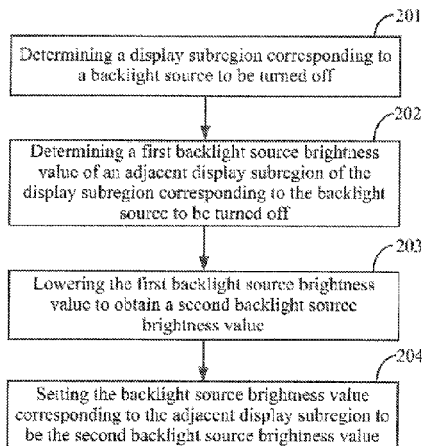 201
Determining a display subregion corresponding to
a backlight source to be turned off
202
Determining a first backlight source brightness
value of an adjacent display subregion of the
display subregion corresponding to the backlight
source to be turned off
203
Lowering the first backlight source brightness
value to obtain a second backlight source
brightness value
204
Setting the backlight source brightness value
corresponding to the adjacent display subregion to
be the second backlight source brightness value